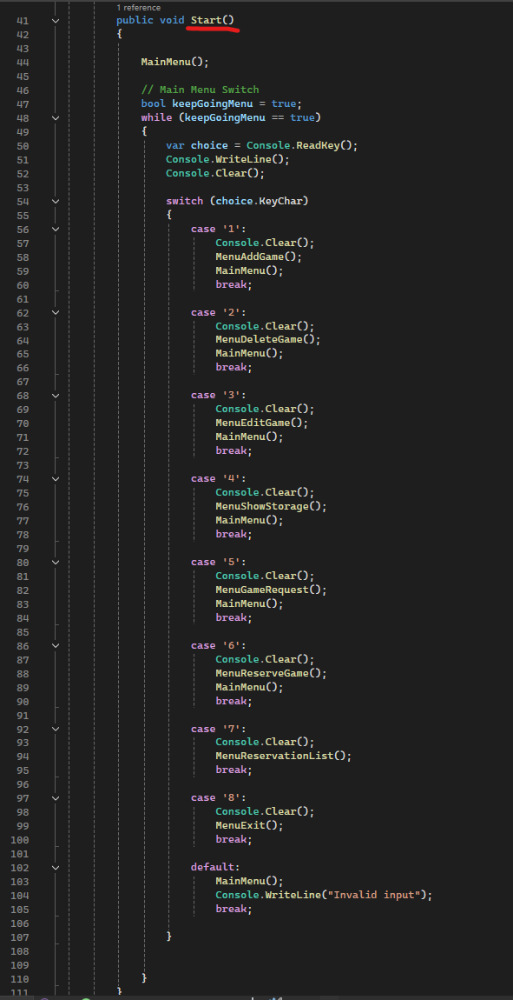 1 reference
41 public void Start()
42 {
43
44 MainMenu();
45
46 // Main Menu Switch
47 bool keepGoingMenu = true;
48 while (keepGoingMenu == true)
49 {
50 var choice = Console.ReadKey();
51 Console.WriteLine();
52 Console.Clear();
53
54 switch (choice.KeyChar)
55 {
56 case '1':
57 Console.Clear();
58 MenuAddGame();
59 MainMenu();
60 break;
61
62 case '2':
63 Console.Clear();
64 MenuDeleteGame();
65 MainMenu();
66 break;
67
68 case '3':
69 Console.Clear();
70 MenuEditGame();
71 MainMenu();
72 break;
73
74 case '4':
75 Console.Clear();
76 MenuShowStorage();
77 MainMenu();
78 break;
79
80 case '5':
81 Console.Clear();
82 MenuGameRequest();
83 MainMenu();
84 break;
85
86 case '6':
87 Console.Clear();
88 MenuReserveGame();
89 MainMenu();
90 break;
91
92 case '7':
93 Console.Clear();
94 MenuReservationList();
95 break;
96
97 case '8':
98 Console.Clear();
99 MenuExit();
100 break;
101
102 default:
103 MainMenu();
104 Console.WriteLine("Invalid input");
105 break;
106
107 }
108
109
110 }
111 }